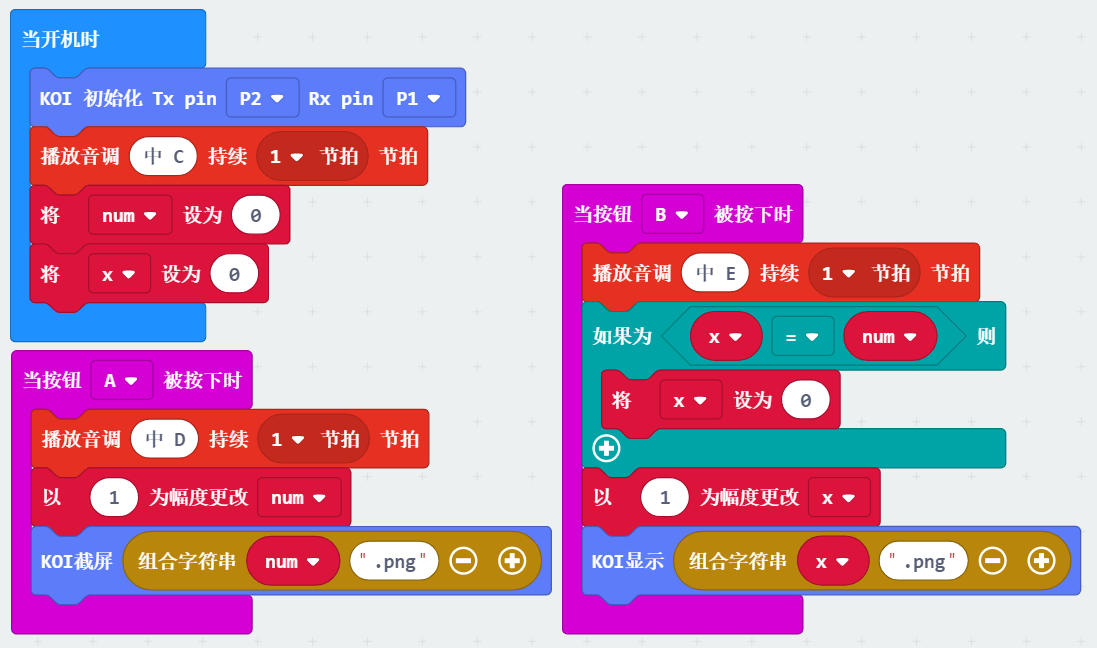 当开机时
KOI 初始化 Tx pin P2 Rx pin P1
播放音调 中 C 持续 1 节拍 节拍
将 num 设为 0
将 x 设为 0
当按钮 A 被按下时
播放音调 中 D 持续 1 节拍 节拍
以 1 为幅度更改 num
KOI截屏 组合字符串 num ".png"
当按钮 B 被按下时
播放音调 中 E 持续 1 节拍 节拍
如果为 x = num 则
将 x 设为 0
以 1 为幅度更改 x
KOI显示 组合字符串 x ".png"